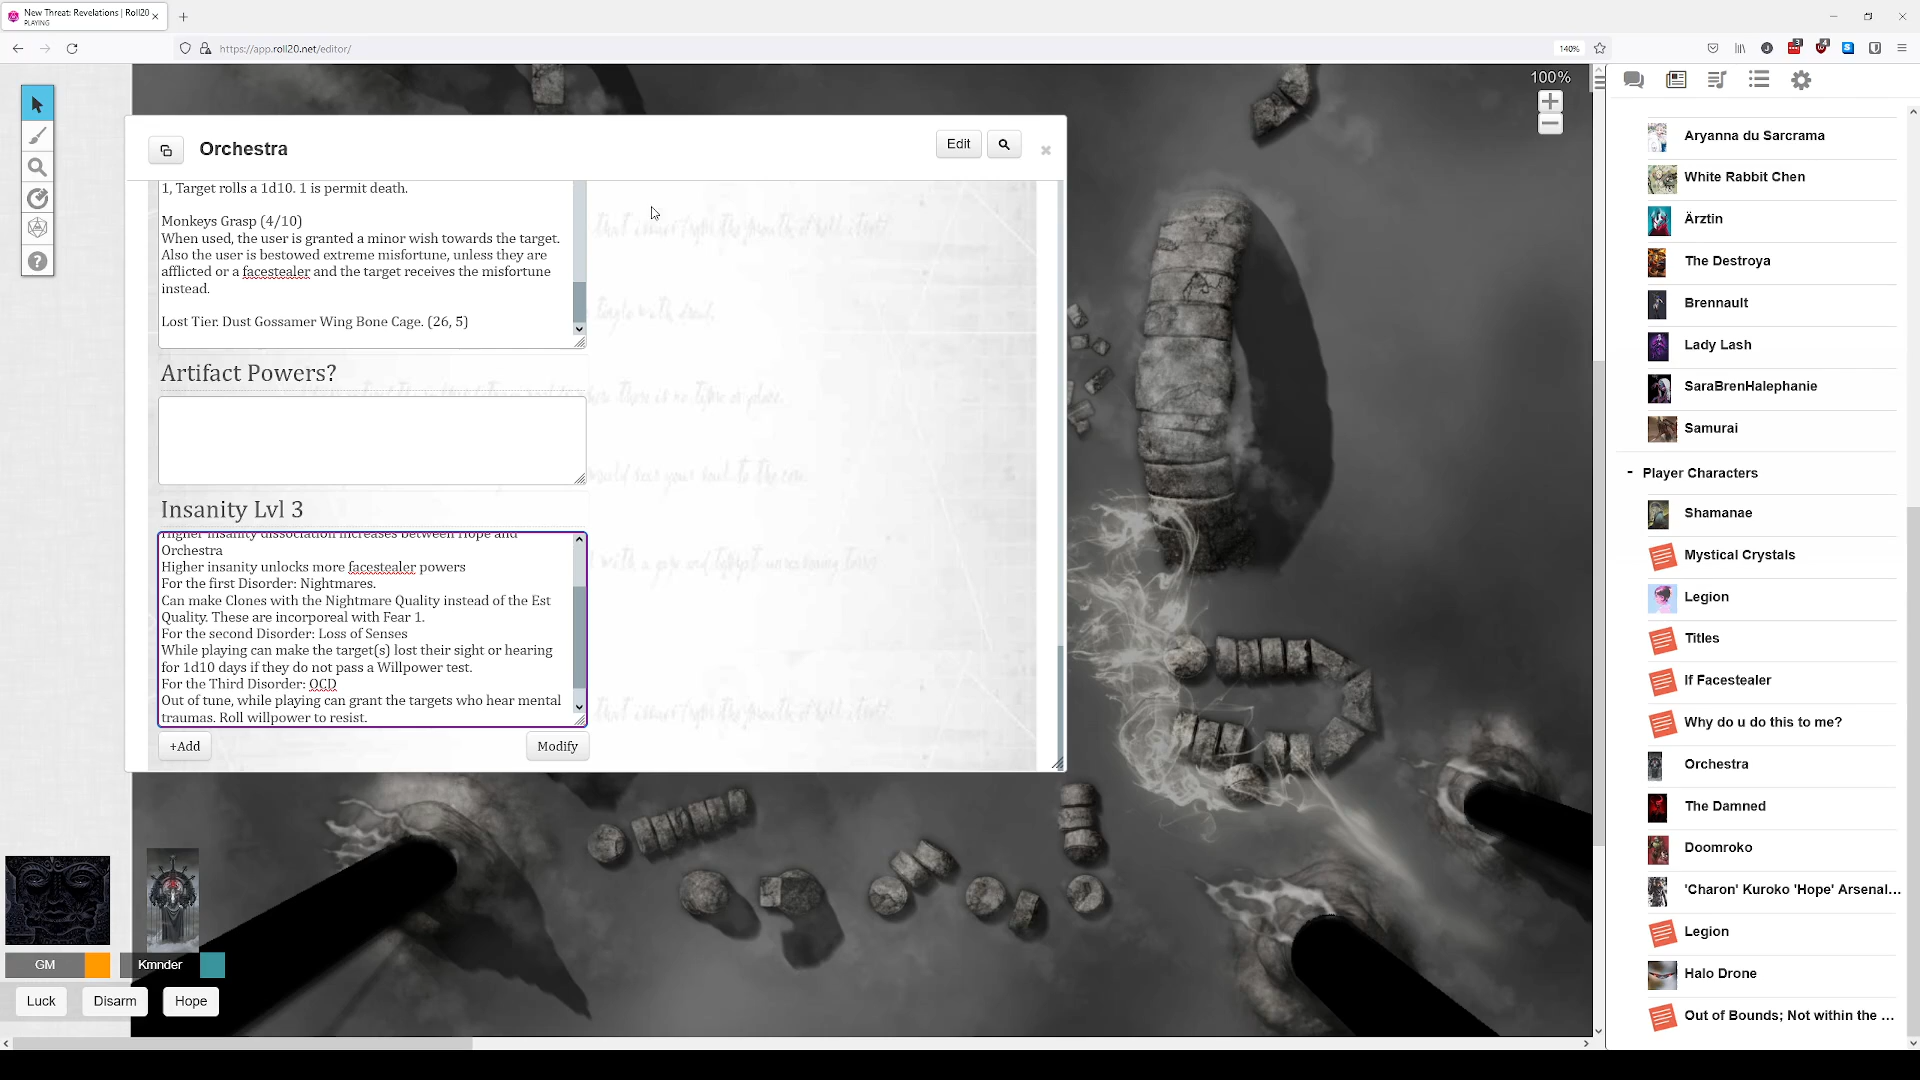 New Threat: Revelations | Roll20
PLAYING
https://app.roll20.net/editor/
140%
3
4
100%
Orchestra
Edit
1, Target rolls a 1d10. 1 is permit death.
Monkeys Grasp (4/10)
When used, the user is granted a minor wish towards the target.
Also the user is bestowed extreme misfortune, unless they are
afflicted or a facestealer and the target receives the misfortune
instead.
Lost Tier. Dust Gossamer Wing Bone Cage. (26, 5)
Artifact Powers?
Insanity Lvl 3
Higher insanity dissociation increases between Hope and
Orchestra
Higher insanity unlocks more facestealer powers
For the first Disorder: Nightmares.
Can make Clones with the Nightmare Quality instead of the Est
Quality. These are incorporeal with Fear 1.
For the second Disorder: Loss of Senses
While playing can make the target(s) lost their sight or hearing
for 1d10 days if they do not pass a Willpower test.
For the Third Disorder: OCD
Out of tune, while playing can grant the targets who hear mental
traumas. Roll willpower to resist.
+Add
Modify
GM
Kmnder
Luck
Disarm
Hope
Aryanna du Sarcrama
White Rabbit Chen
Ärztin
The Destroya
Brennault
Lady Lash
SaraBrenHalephanie
Samurai
- Player Characters
Shamanae
Mystical Crystals
Legion
Titles
If Facestealer
Why do u do this to me?
Orchestra
The Damned
Doomroko
'Charon' Kuroko 'Hope' Arsenal...
Legion
Halo Drone
Out of Bounds; Not within the ...